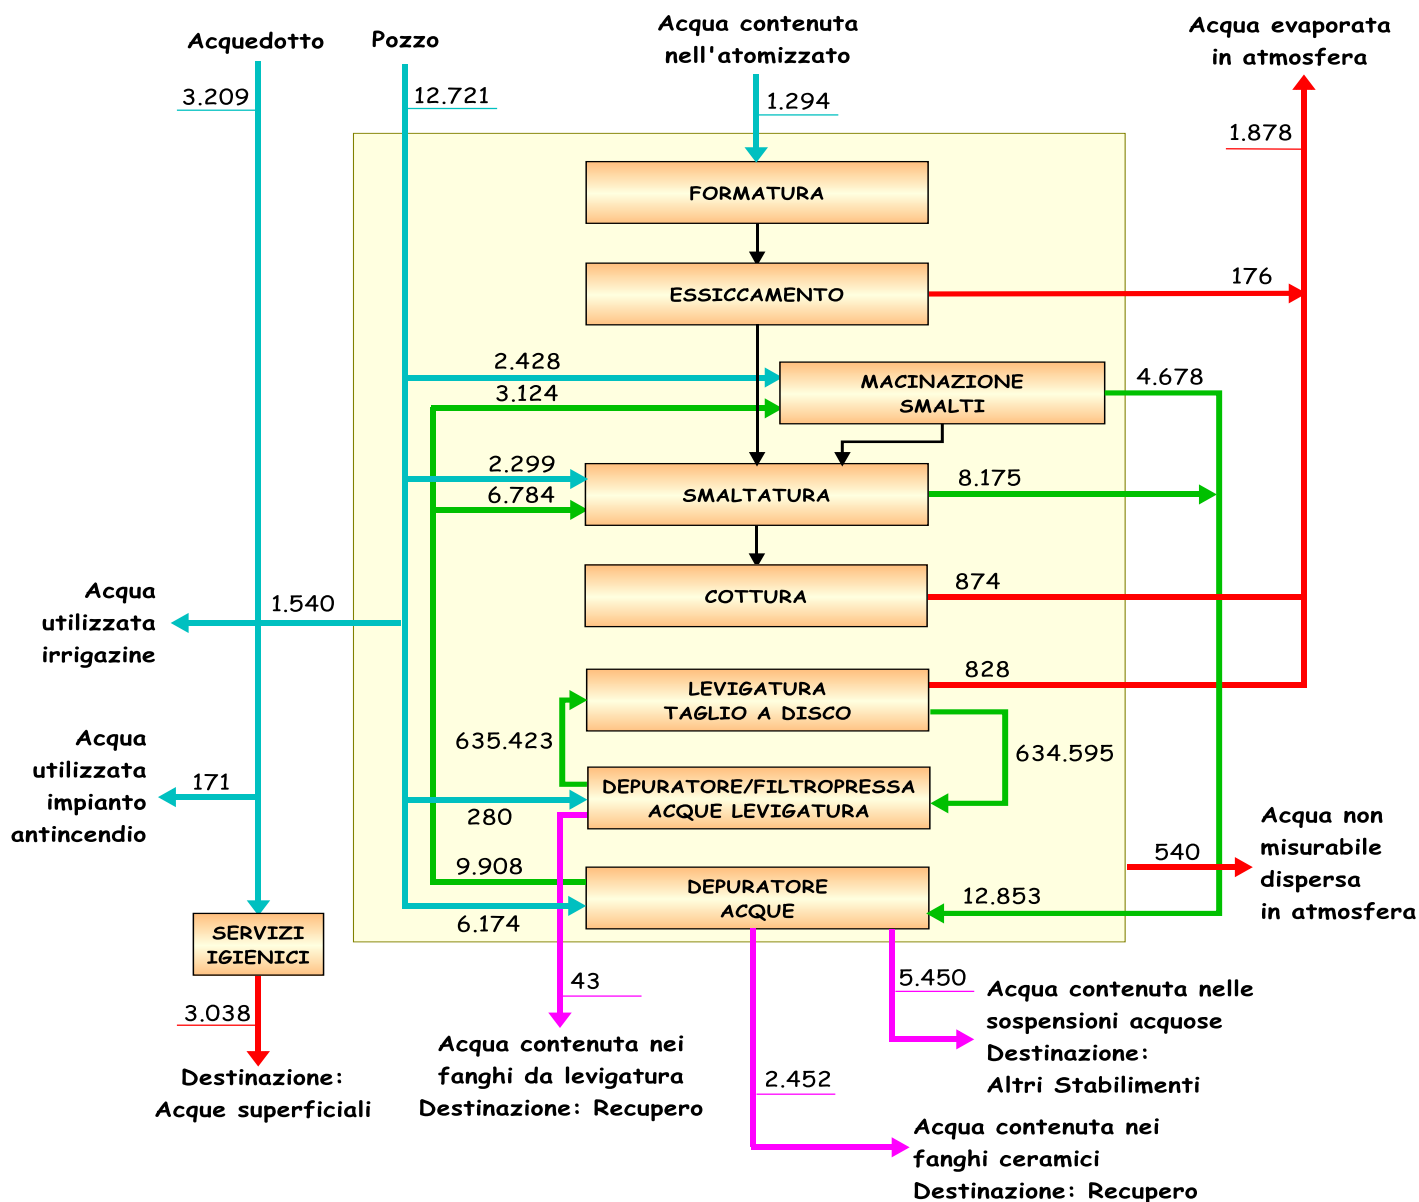 Acquedotto
Pozzo
Acqua contenuta
nell'atomizzato
Acqua evaporata
in atmosfera
3.209
12.721
1.294
1.878
FORMATURA
ESSICCAMENTO
176
2.428
3.124
MACINAZIONE
SMALTI
4.678
2.299
6.784
SMALTATURA
8.175
COTTURA
874
Acqua
utilizzata
irrigazine
1.540
LEVIGATURA
TAGLIO A DISCO
828
635.423
634.595
Acqua
utilizzata
impianto
antincendio
171
DEPURATORE/FILTROPRESSA
ACQUE LEVIGATURA
280
Acqua non
misurabile
dispersa
in atmosfera
540
9.908
DEPURATORE
ACQUE
12.853
6.174
SERVIZI
IGIENICI
3.038
Destinazione:
Acque superficiali
43
Acqua contenuta nei
fanghi da levigatura
Destinazione: Recupero
5.450
Acqua contenuta nelle
sospensioni acquose
Destinazione:
Altri Stabilimenti
2.452
Acqua contenuta nei
fanghi ceramici
Destinazione: Recupero